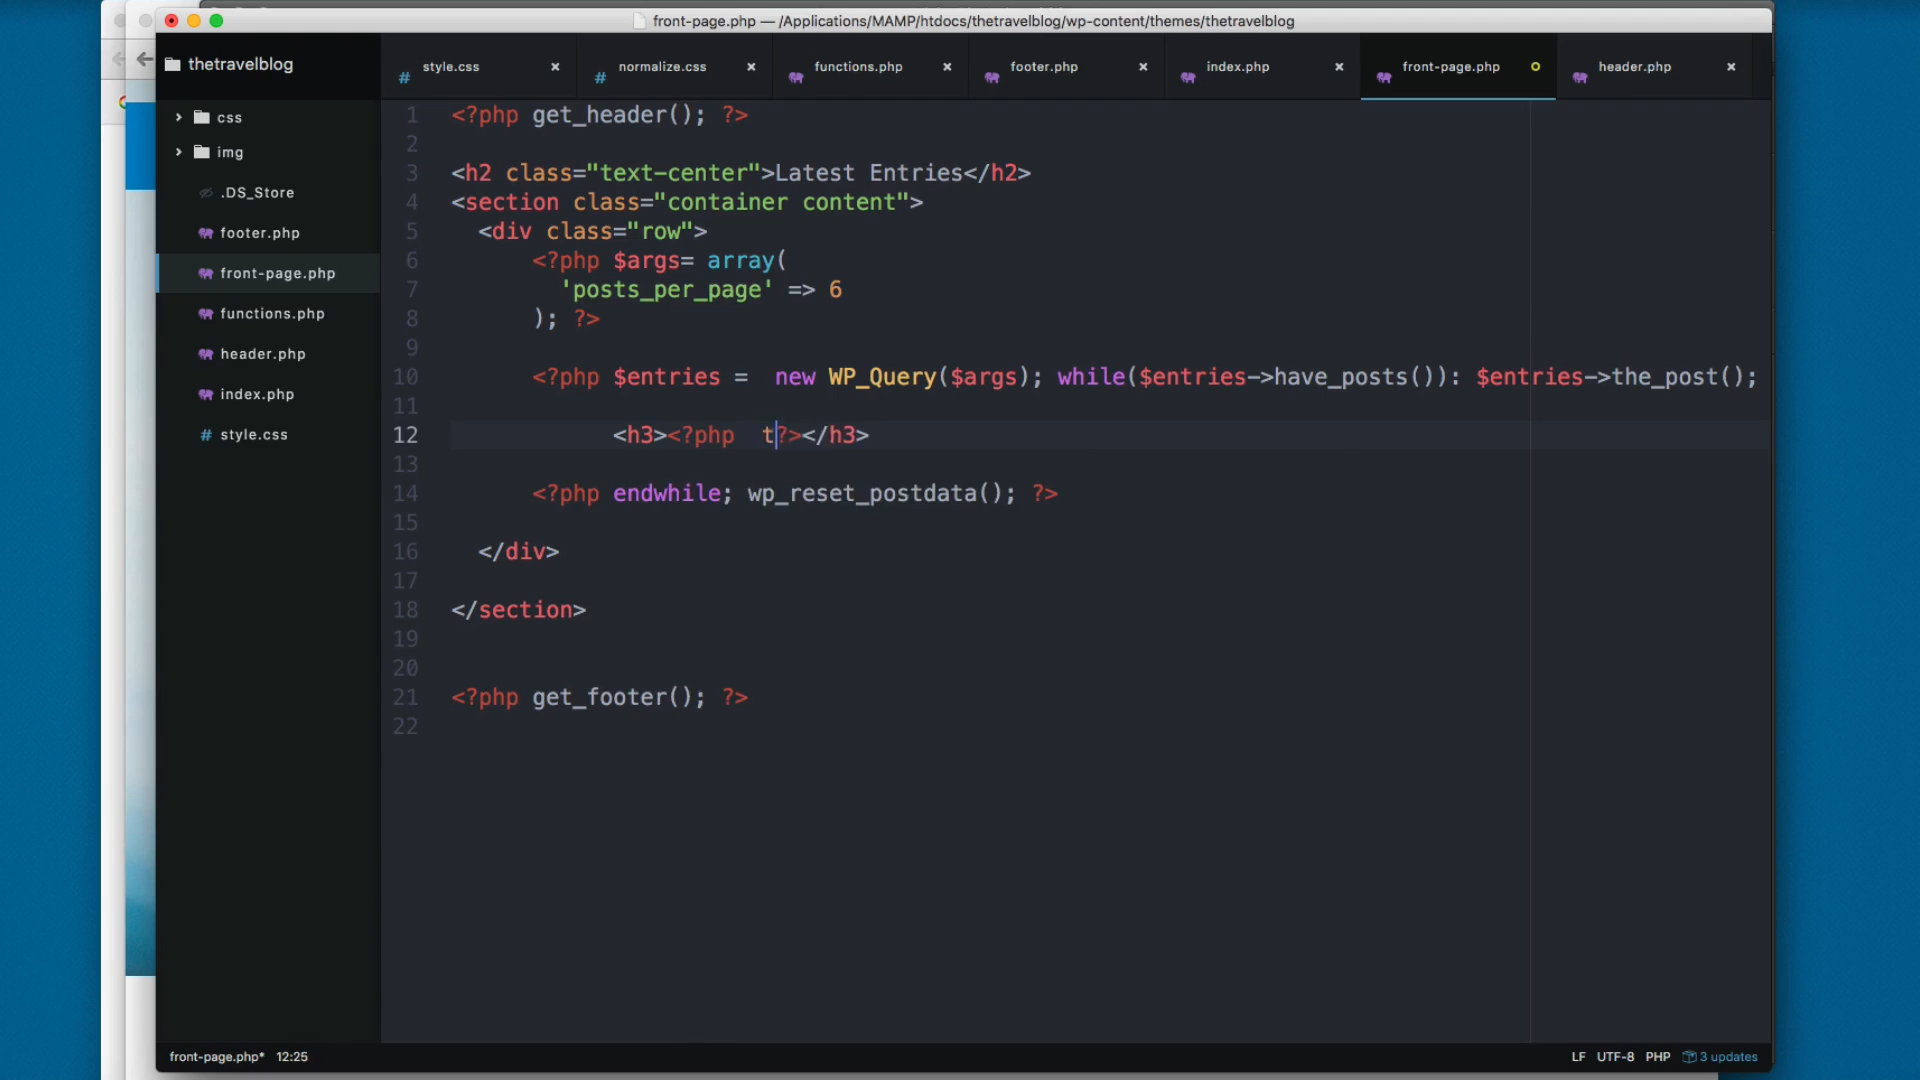 front-page.php — /Applications/MAMP/htdocs/thetravelblog/wp-content/themes/thetravelblog
thetravelblog
style.css
normalize.css
functions.php
footer.php
index.php
front-page.php
header.php
css
img
.DS_Store
footer.php
front-page.php
functions.php
header.php
index.php
style.css
1 <?php get_header(); ?>
2
3 <h2 class="text-center">Latest Entries</h2>
4 <section class="container content">
5 <div class="row">
6 <?php $args= array(
7 'posts_per_page' => 6
8 ); ?>
9
10 <?php $entries =  new WP_Query($args); while($entries->have_posts()): $entries->the_post();
11
12 <h3><?php  t?></h3>
13
14 <?php endwhile; wp_reset_postdata(); ?>
15
16 </div>
17
18 </section>
19
20
21 <?php get_footer(); ?>
22
front-page.php* 12:25
LF UTF-8 PHP 3 updates